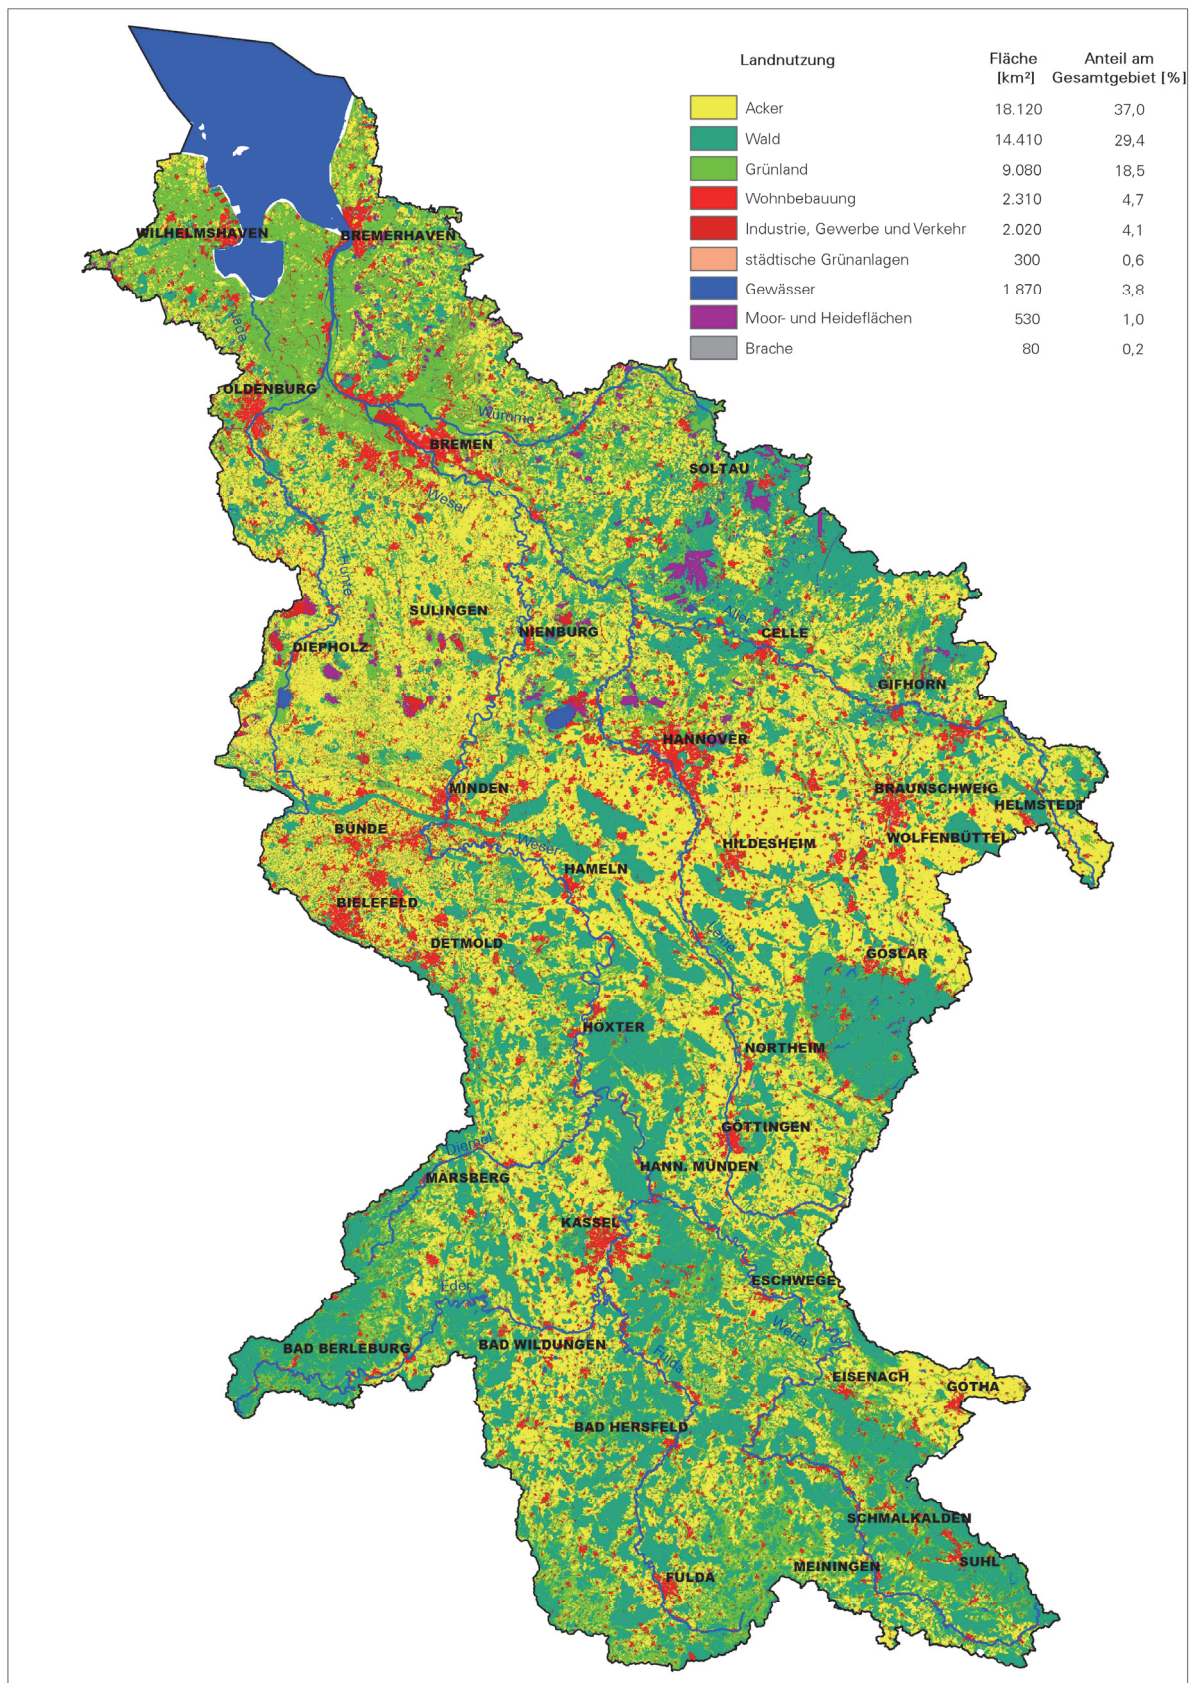 Landnutzung Fläche Anteil am
[km²] Gesamtgebiet [%]
Acker 18.120 37,0
Wald 14.410 29,4
Grünland 9.080 18,5
Wohnbebauung 2.310 4,7
Industrie, Gewerbe und Verkehr 2.020 4,1
städtische Grünanlagen 300 0,6
Gewässer 1.870 3,8
Moor- und Heideflächen 530 1,0
Brache 80 0,2
WILHELMSHAVEN
BREMERHAVEN
Jade
OLDENBURG
Wümme
BREMEN
SOLTAU
Weser
Hunte
SULINGEN
NIENBURG
Aller
CELLE
DIEPHOLZ
GIFHORN
HANNOVER
MINDEN
BRAUNSCHWEIG
HELMSTEDT
BÜNDE
WOLFENBÜTTEL
Weser
HILDESHEIM
HAMELN
BIELEFELD
DETMOLD
Leine
GOSLAR
HÖXTER
NORTHEIM
GÖTTINGEN
Diemel
HANN. MÜNDEN
MARSBERG
KASSEL
ESCHWEGE
Eder
Werra
BAD WILDUNGEN
BAD BERLEBURG
Fulda
EISENACH
GOTHA
BAD HERSFELD
SCHMALKALDEN
SUHL
MEININGEN
FULDA